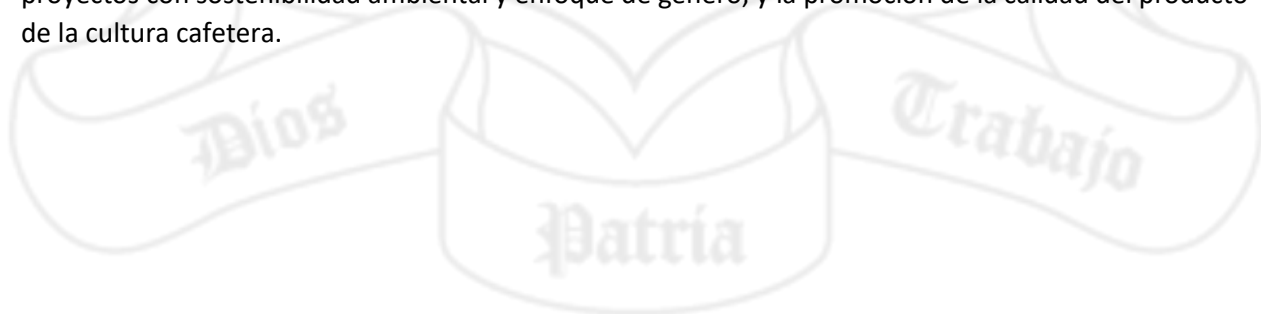 proyectos con sostenibilidad ambiental y enfoque de género, y la promoción de la calidad del producto
de la cultura cafetera.
Dios
Trabajo
Patria